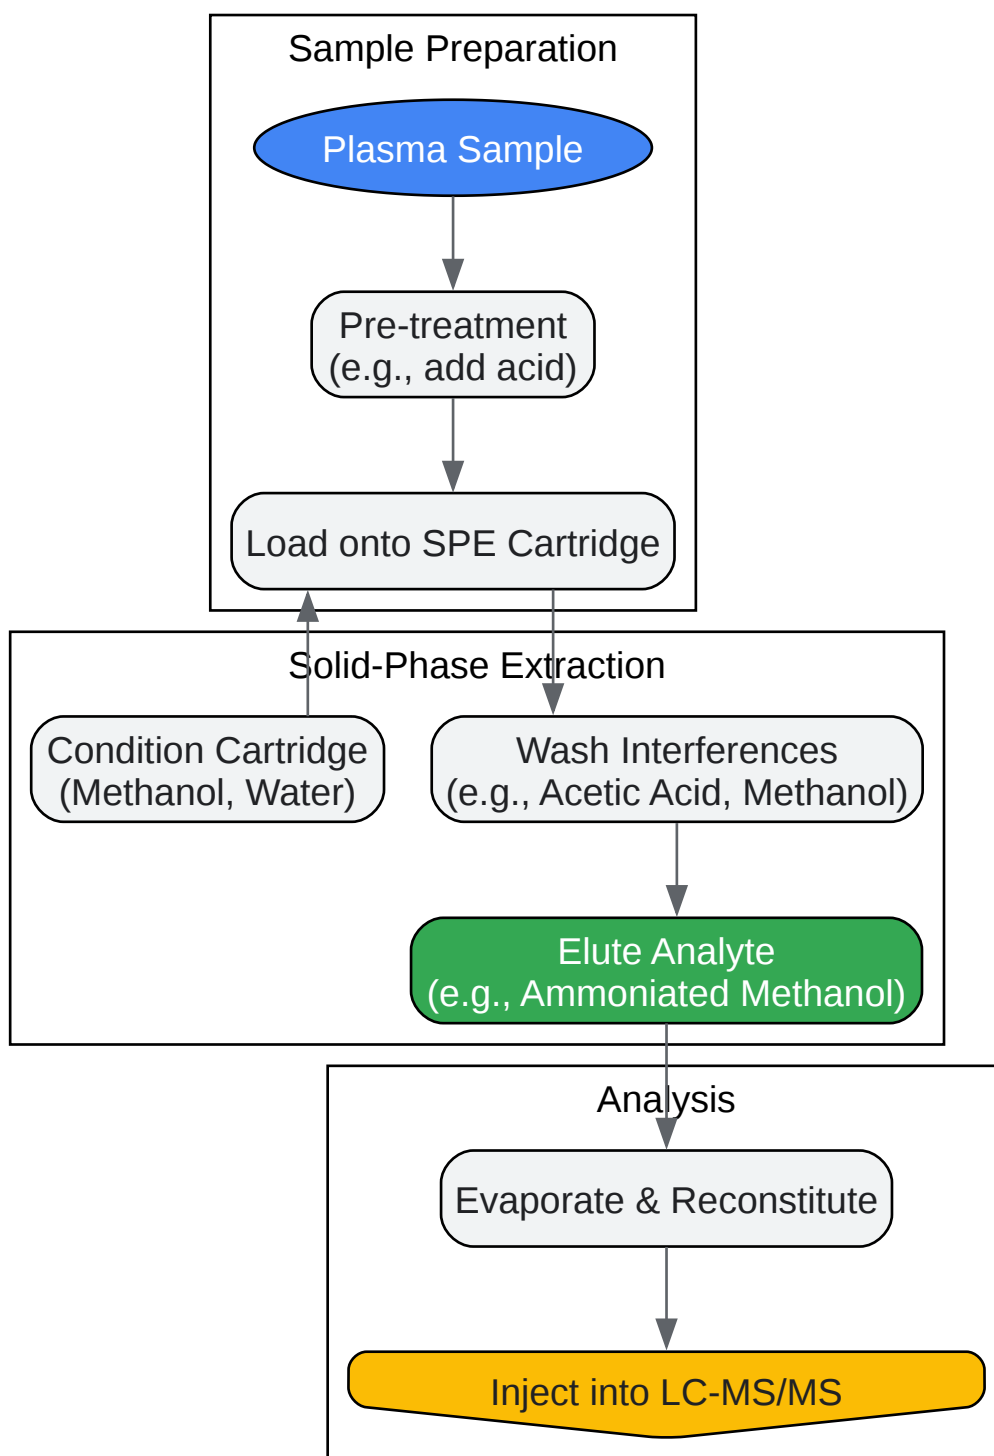 Sample Preparation
Plasma Sample
Pre-treatment
(e.g., add acid)
Load onto SPE Cartridge
Solid-Phase Extraction
Condition Cartridge
(Methanol, Water)
Wash Interferences
(e.g., Acetic Acid, Methanol)
Elute Analyte
(e.g., Ammoniated Methanol)
Analysis
Evaporate & Reconstitute
Inject into LC-MS/MS